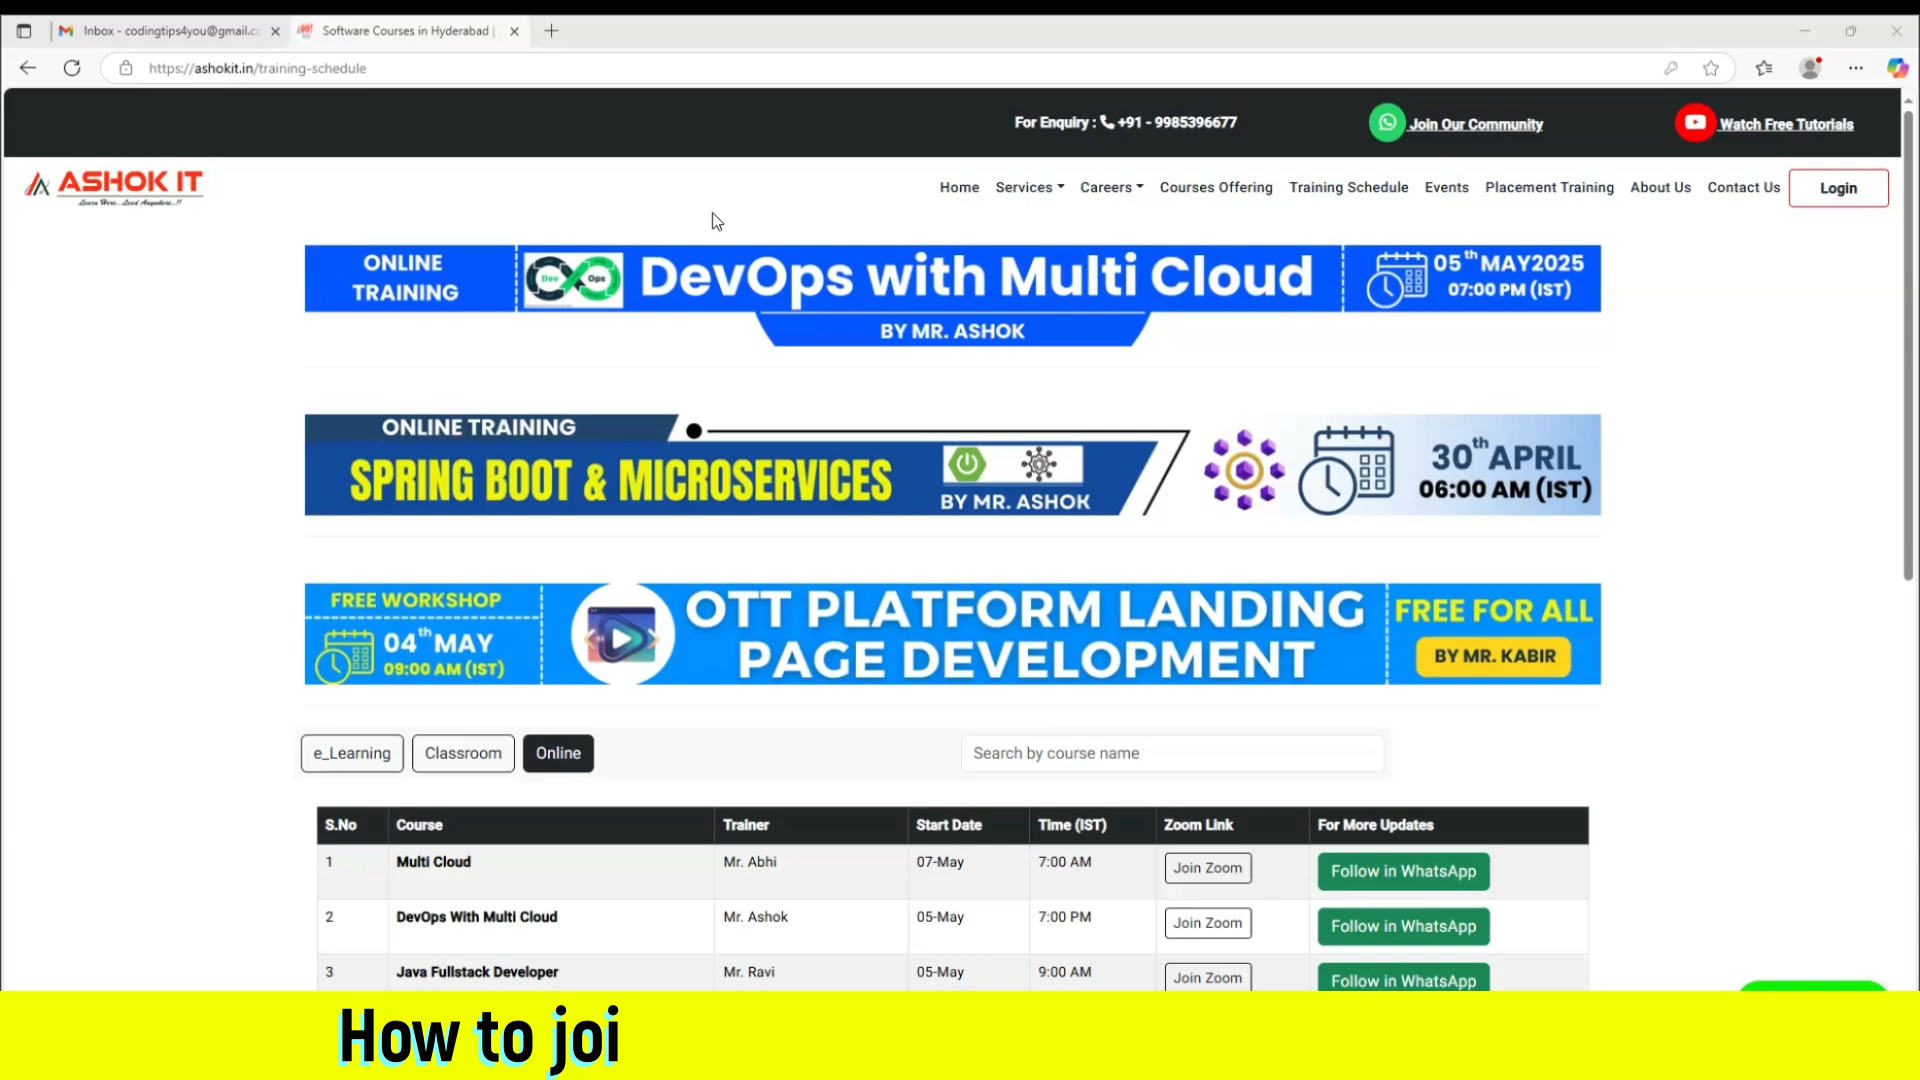 Inbox - codingtips4you@gmail.cc
Software Courses in Hyderabad |
https://ashokit.in/training-schedule
For Enquiry : +91 - 9985396677
Join Our Community
Watch Free Tutorials
ASHOK IT
Learn Here.. Lead Anywhere..!!
Home
Services
Careers
Courses Offering
Training Schedule
Events
Placement Training
About Us
Contact Us
Login
ONLINE
TRAINING
Dev Ops
DevOps with Multi Cloud
05th MAY2025
07:00 PM (IST)
BY MR. ASHOK
ONLINE TRAINING
SPRING BOOT & MICROSERVICES
BY MR. ASHOK
30th APRIL
06:00 AM (IST)
FREE WORKSHOP
04th MAY
09:00 AM (IST)
OTT PLATFORM LANDING
PAGE DEVELOPMENT
FREE FOR ALL
BY MR. KABIR
e_Learning
Classroom
Online
Search by course name
S.No Course Trainer Start Date Time (IST) Zoom Link For More Updates
1 Multi Cloud Mr. Abhi 07-May 7:00 AM Join Zoom Follow in WhatsApp
2 DevOps With Multi Cloud Mr. Ashok 05-May 7:00 PM Join Zoom Follow in WhatsApp
3 Java Fullstack Developer Mr. Ravi 05-May 9:00 AM Join Zoom Follow in WhatsApp
How to joi